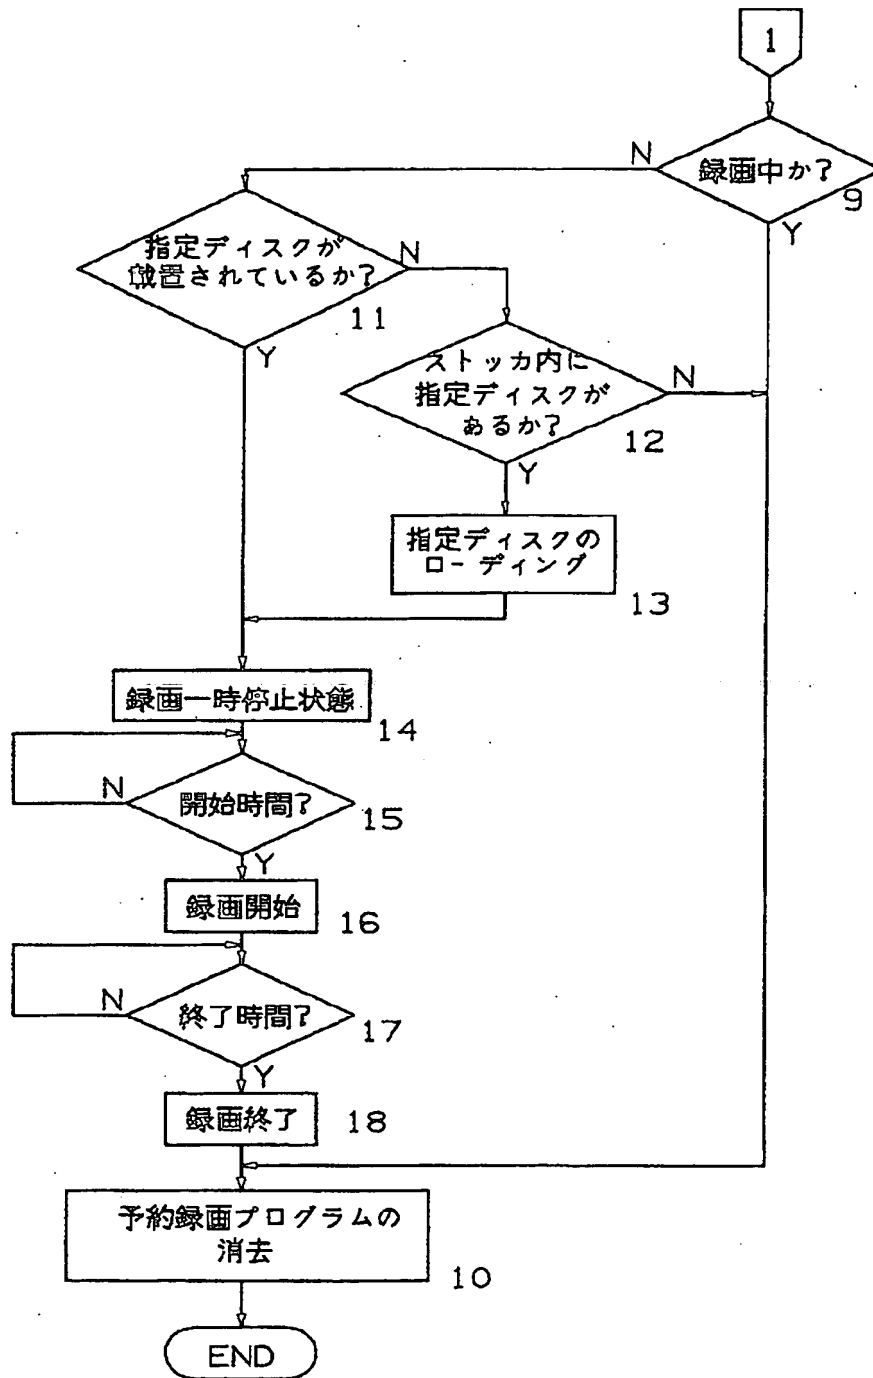 1
録画中か?
9
N
Y
指定ディスクが
載置されているか?
11
N
Y
ストッカ内に
指定ディスクが
あるか?
12
N
Y
指定ディスクの
ローディング
13
録画一時停止状態
14
開始時間?
15
N
Y
録画開始
16
終了時間?
17
N
Y
録画終了
18
予約録画プログラムの
消去
10
END